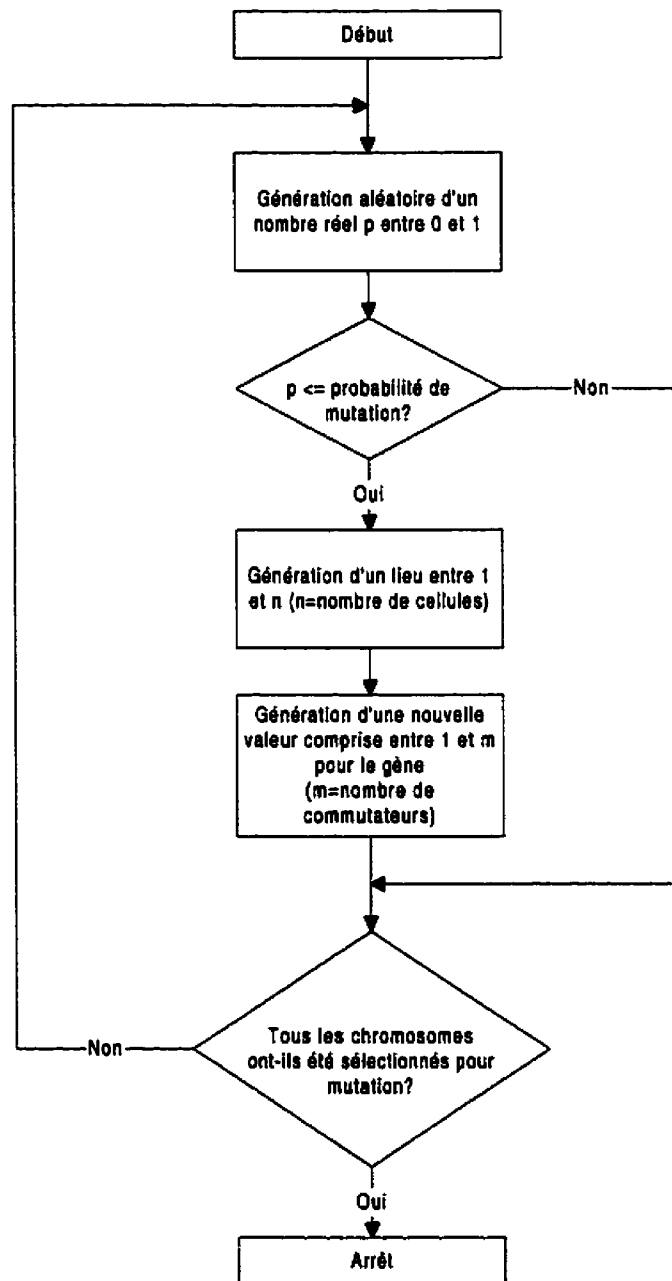 Début
Génération aléatoire d'un
nombre réel p entre 0 et 1
p <= probabilité de
mutation?
Non
Oui
Génération d'un lieu entre 1
et n (n=nombre de cellules)
Génération d'une nouvelle
valeur comprise entre 1 et m
pour le gène
(m=nombre de
commutateurs)
Tous les chromosomes
ont-ils été sélectionnés pour
mutation?
Non
Oui
Arrêt